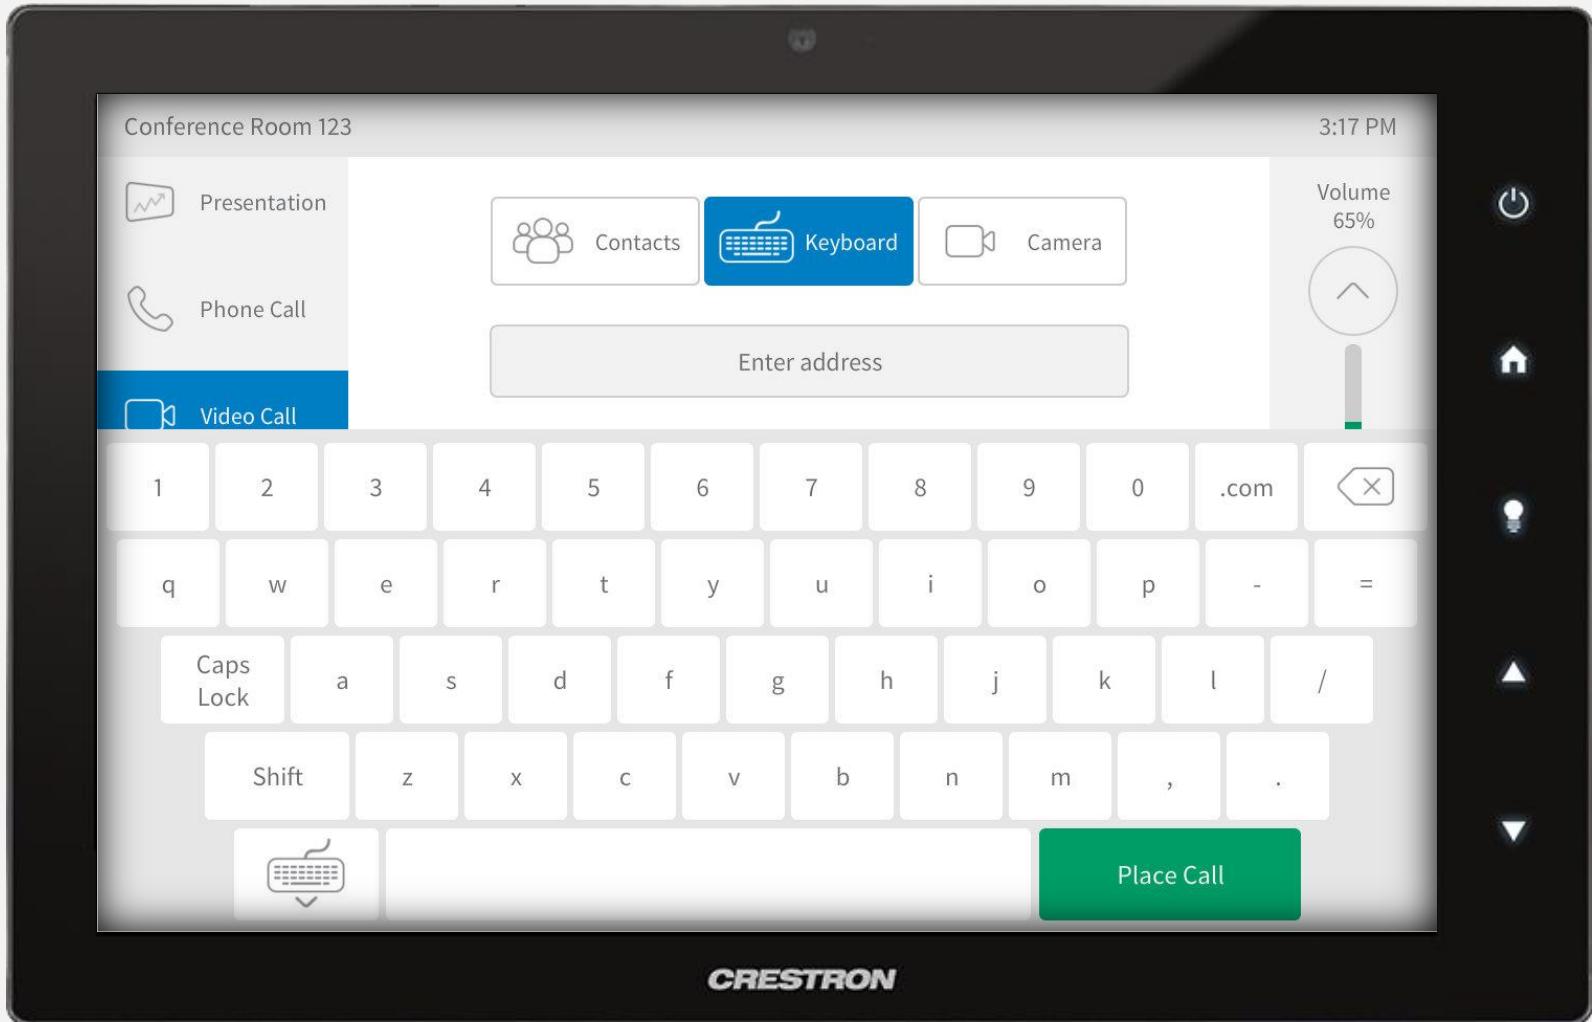 Conference Room 123
3:17 PM
Presentation
Phone Call
Video Call
Contacts
Keyboard
Camera
Enter address
Volume
65%
1 2 3 4 5 6 7 8 9 0 .com
q w e r t y u i o p - =
Caps
Lock
a s d f g h j k l /
Shift z x c v b n m , .
Place Call
CRESTRON